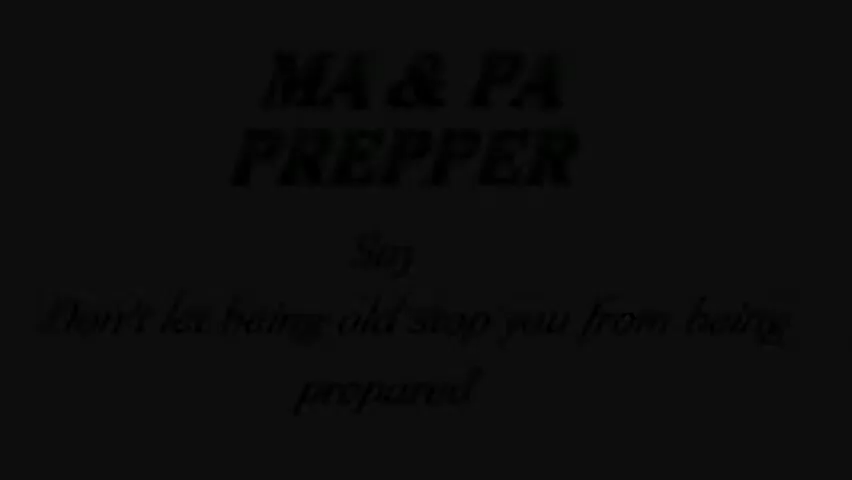 MA & PA
PREPPER
Say
Don't let being old stop you from being
prepared